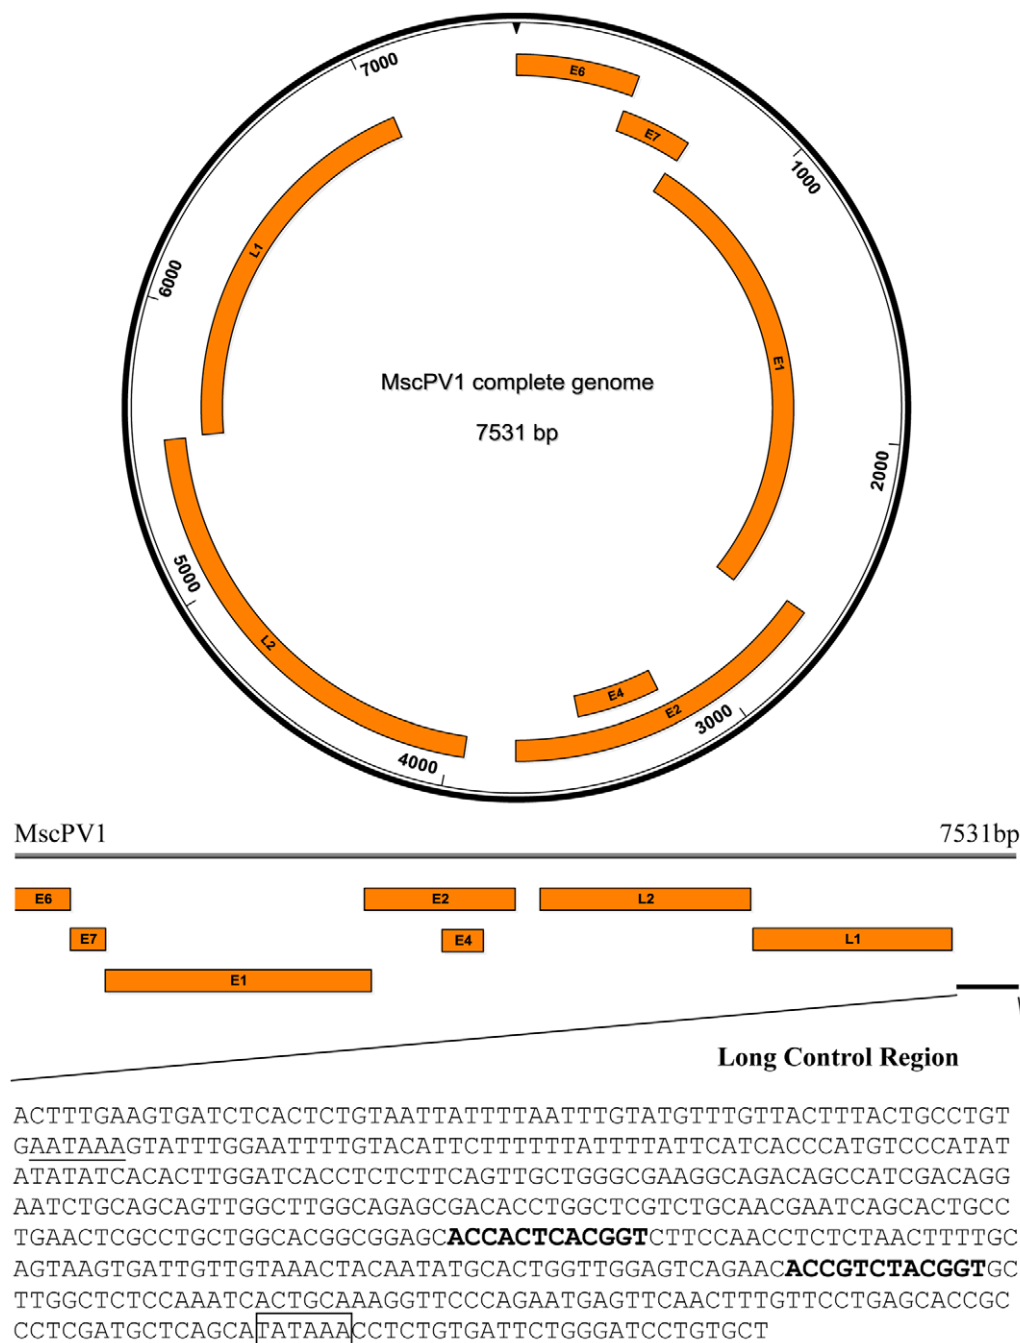 7000
E6
E7
1000
L1
6000
E1
MscPV1 complete genome
7531 bp
2000
5000
L2
E4
E2
3000
4000
MscPV1 7531bp
E6 E2 L2
E7 E4 L1
E1
Long Control Region
ACTTTGAAGTGATCTCACTCTGTAATTATTTTAATTTGTATGTTTGTTACTTTACTGCCTGT
GAATAAAGTATTTGGAATTTTGTACATTCTTTTTTATTTTATTCATCACCCATGTCCCATAT
ATATATCACACTTGGATCACCTCTCTTCAGTTGCTGGGCGAAGGCAGACAGCCATCGACAGG
AATCTGCAGCAGTTGGCTTGGCAGAGCGACACCTGGCTCGTCTGCAACGAATCAGCACTGCC
TGAACTCGCCTGCTGGCACGGCGGAGCACCACTCACGGTCTTCCAACCTCTCTAACTTTTGC
AGTAAGTGATTGTTGTAAACTACAATATGCACTGGTTGGAGTCAGAACACCGTCTACGGTGC
TTGGCTCTCCAAATCACTGCAAAGGTTCCCAGAATGAGTTCAACTTTGTTCCTGAGCACCGC
CCTCGATGCTCAGCATATAAACCTCTGTGATTCTGGGATCCTGTGCT